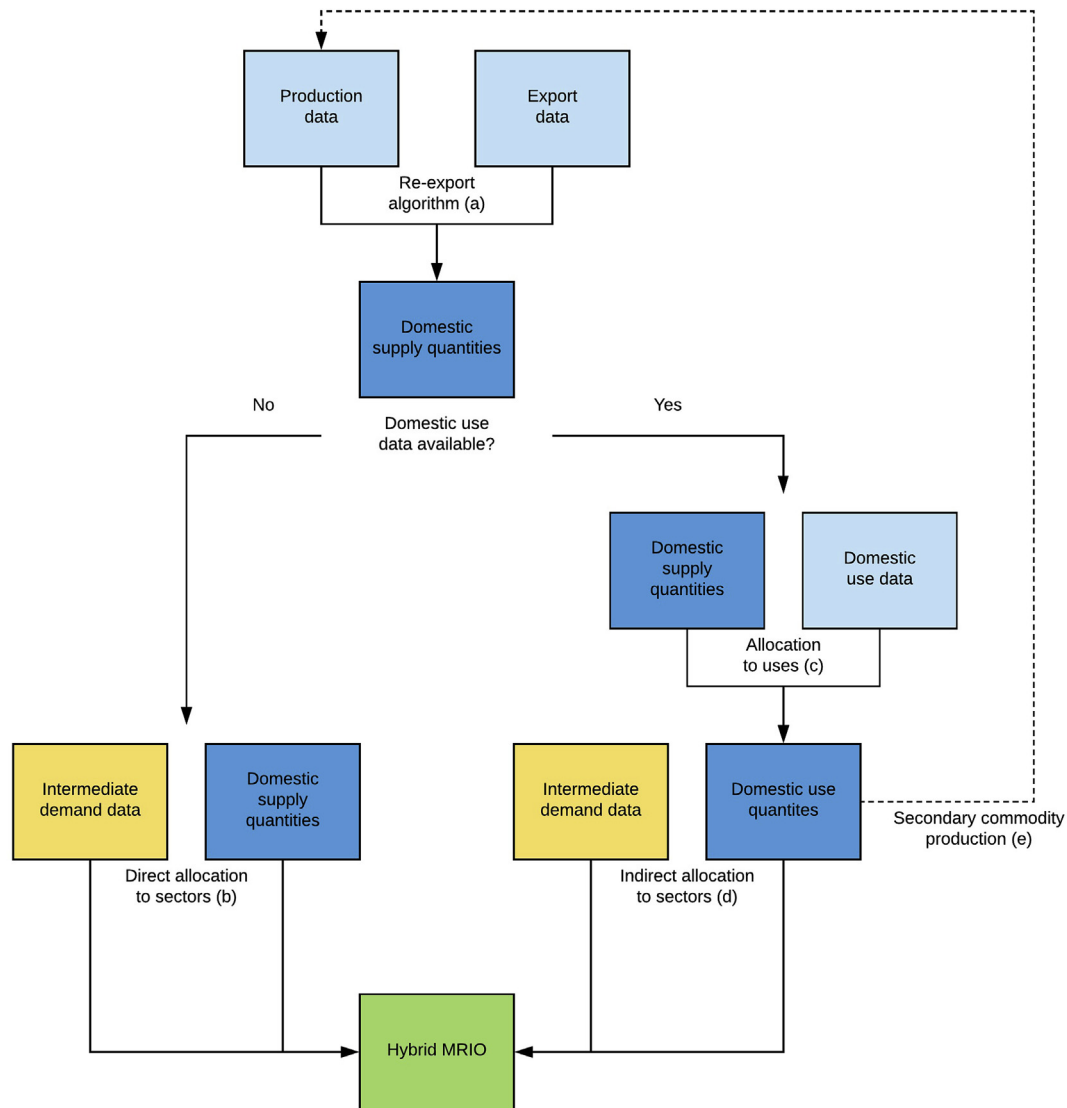 Production
data
Export
data
Re-export
algorithm (a)
Domestic
supply quantities
No
Domestic use
data available?
Yes
Domestic
supply
quantities
Domestic
use data
Allocation
to uses (c)
Intermediate
demand data
Domestic
supply
quantities
Intermediate
demand data
Domestic use
quantites
Secondary commodity
production (e)
Direct allocation
to sectors (b)
Indirect allocation
to sectors (d)
Hybrid MRIO